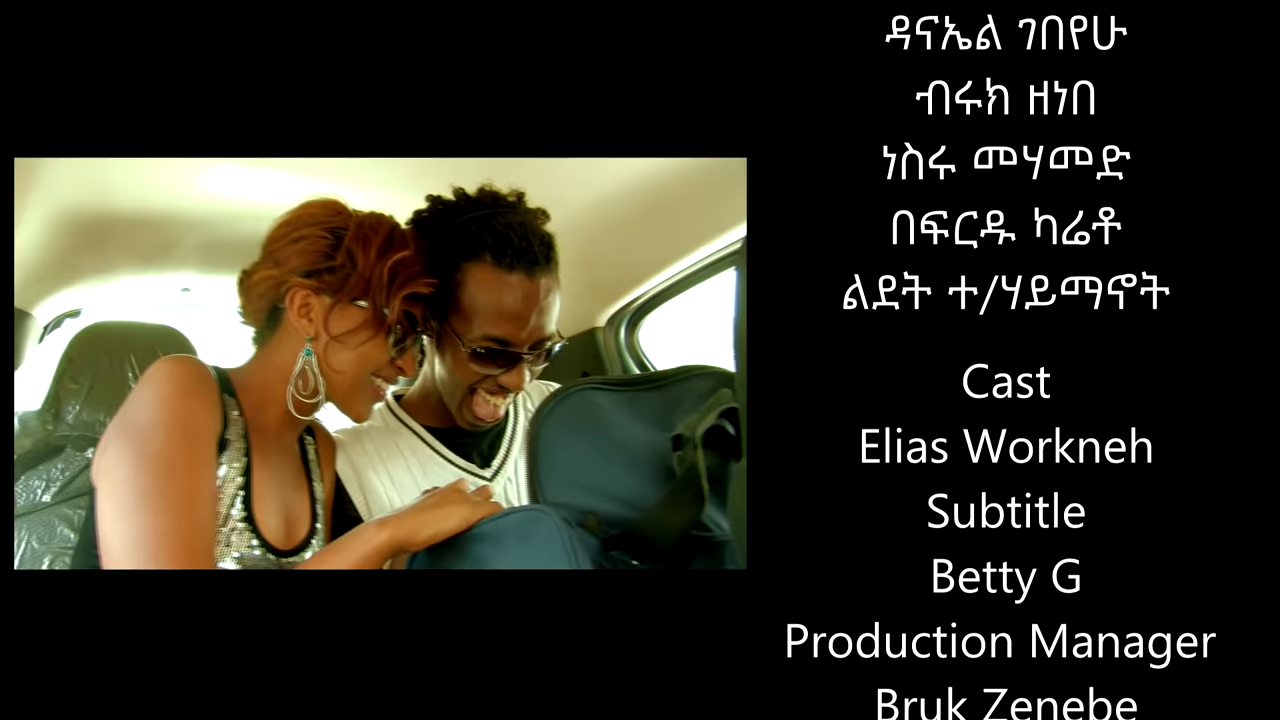 ዳናኤል ገበየሁ
ብሩክ ዘነበ
ነስሩ መሃመድ
በፍርዱ ካሬቶ
ልደት ተ/ሃይማኖት
Cast
Elias Workneh
Subtitle
Betty G
Production Manager
Bruk Zenebe